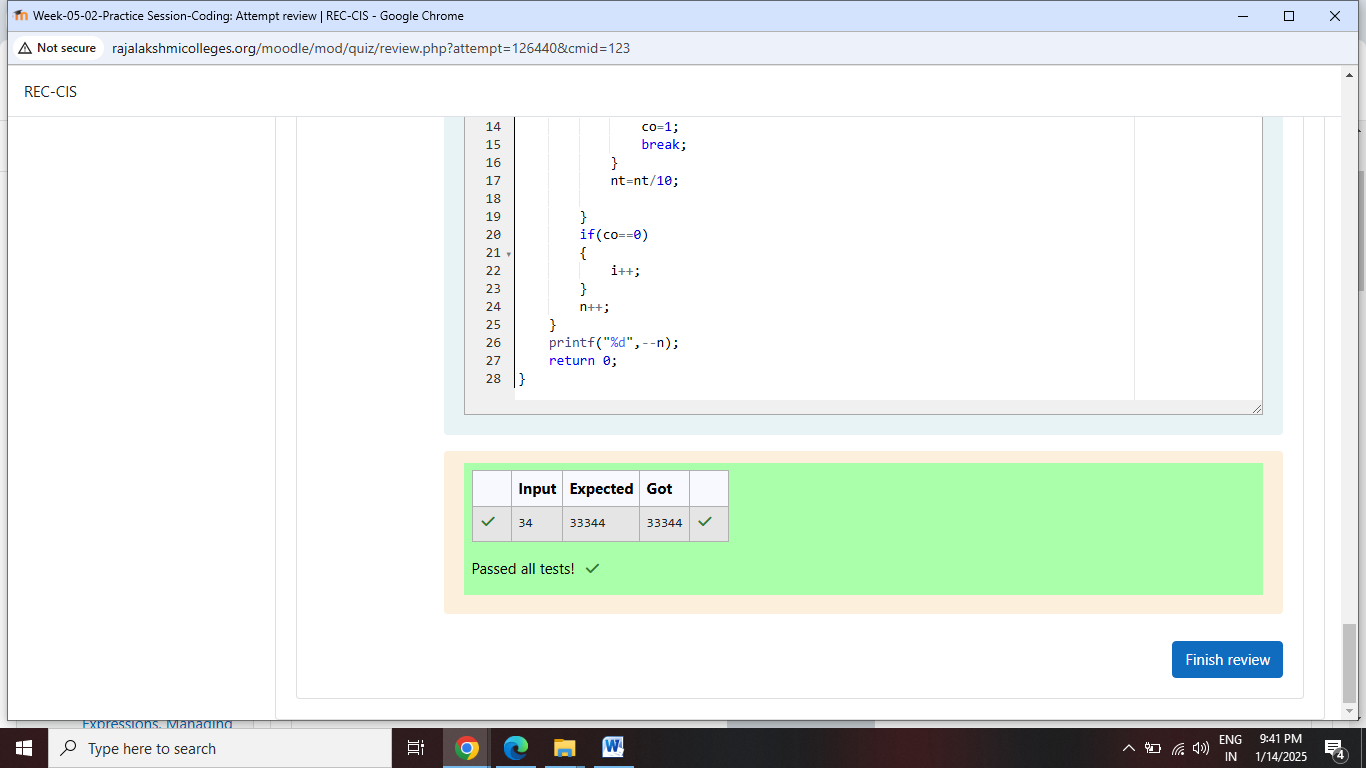 Week-05-02-Practice Session-Coding: Attempt review | REC-CIS - Google Chrome
Not secure rajalakshmicolleges.org/moodle/mod/quiz/review.php?attempt=126440&cmid=123
REC-CIS
14 co=1;
15 break;
16 }
17 nt=nt/10;
18
19 }
20 if(co==0)
21 {
22 i++;
23 }
24 n++;
25 }
26 printf("%d",--n);
27 return 0;
28 }
Input Expected Got
34 33344 33344
Passed all tests!
Finish review
Expressions, Managing
Type here to search
ENG 9:41 PM
IN 1/14/2025
4